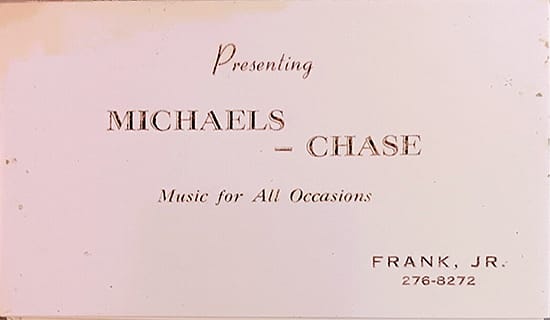 Presenting
MICHAELS
– CHASE
Music for All Occasions
FRANK, JR.
276-8272